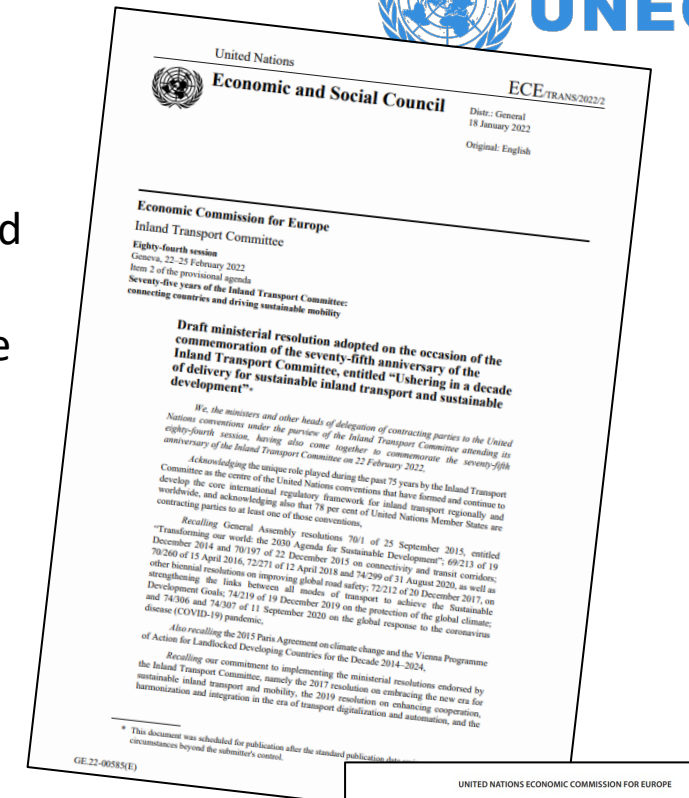 UNEC
d
e
United Nations
ECE/TRANS/2022/2
Economic and Social Council
Distr.: General
18 January 2022
Original: English
Economic Commission for Europe
Inland Transport Committee
Eighty-fourth session
Geneva, 22–25 February 2022
Item 2 of the provisional agenda
Seventy-five years of the Inland Transport Committee:
connecting countries and driving sustainable mobility
Draft ministerial resolution adopted on the occasion of the
commemoration of the seventy-fifth anniversary of the
Inland Transport Committee, entitled “Ushering in a decade
of delivery for sustainable inland transport and sustainable
development”*
We, the ministers and other heads of delegation of contracting parties to the United
Nations conventions under the purview of the Inland Transport Committee attending its
eighty-fourth session, having also come together to commemorate the seventy-fifth
anniversary of the Inland Transport Committee on 22 February 2022,
Acknowledging the unique role played during the past 75 years by the Inland Transport
Committee as the centre of the United Nations conventions that have formed and continue to
develop the core international regulatory framework for inland transport regionally and
worldwide, and acknowledging also that 78 per cent of United Nations Member States are
contracting parties to at least one of those conventions,
Recalling General Assembly resolutions 70/1 of 25 September 2015, entitled
“Transforming our world: the 2030 Agenda for Sustainable Development”; 69/213 of 19
December 2014 and 70/197 of 22 December 2015 on connectivity and transit corridors;
70/260 of 15 April 2016, 72/271 of 12 April 2018 and 74/299 of 31 August 2020, as well as
other biennial resolutions on improving global road safety; 72/212 of 20 December 2017, on
strengthening the links between all modes of transport to achieve the Sustainable
Development Goals; 74/219 of 19 December 2019 on the protection of the global climate;
and 74/306 and 74/307 of 11 September 2020 on the global response to the coronavirus
disease (COVID-19) pandemic,
Also recalling the 2015 Paris Agreement on climate change and the Vienna Programme
of Action for Landlocked Developing Countries for the Decade 2014–2024,
Recalling our commitment to implementing the ministerial resolutions endorsed by
the Inland Transport Committee, namely the 2017 resolution on embracing the new era for
sustainable inland transport and mobility, the 2019 resolution on enhancing cooperation,
harmonization and integration in the era of transport digitalization and automation, and the
* This document was scheduled for publication after the standard publication date
circumstances beyond the submitter's control.
GE.22-00585(E)
UNITED NATIONS ECONOMIC COMMISSION FOR EUROPE